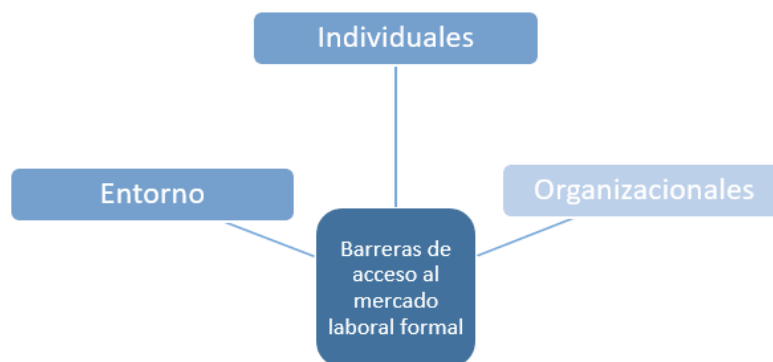 Individuales
Entorno
Organizacionales
Barreras de
acceso al
mercado
laboral formal